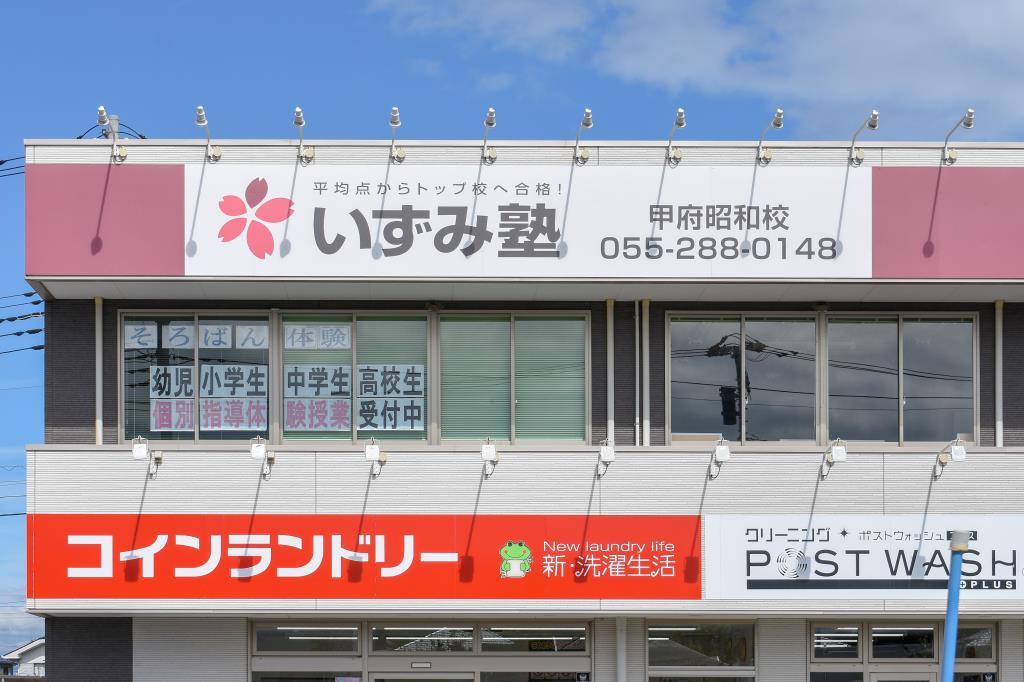 平均点からトップ校へ合格!
いずみ塾
甲府昭和校
055-288-0148
そろばん 体験
幼児 小学生 中学生 高校生
個別指導体験授業 受付中
コインランドリー
New laundry life
新・洗濯生活
クリーニング ポストウォッシュ
POST WASH
PLUS